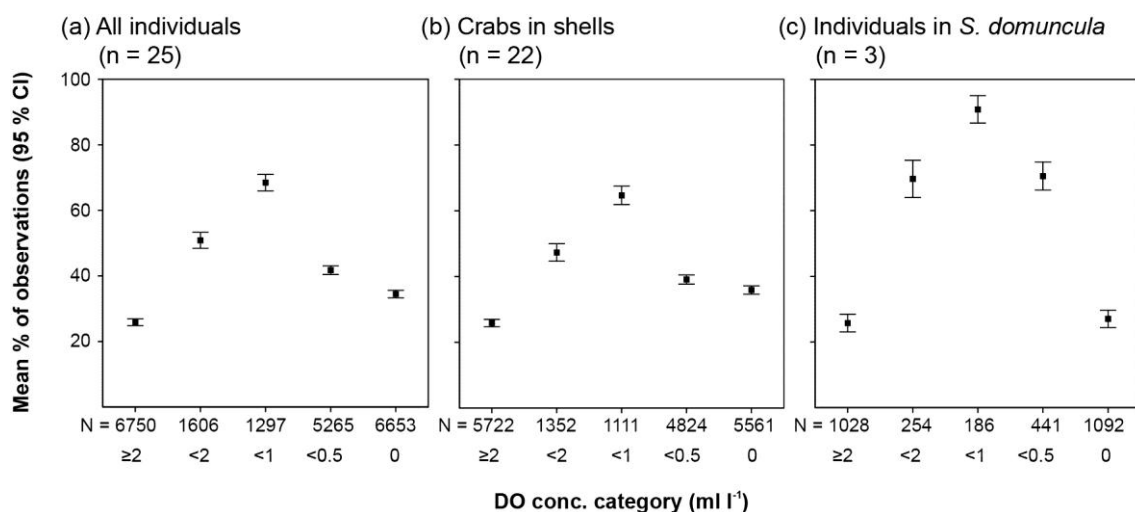 (a) All individuals
(n = 25)
(b) Crabs in shells
(n = 22)
(c) Individuals in S. domuncula
(n = 3)
Mean % of observations (95 % CI)
100
80
60
40
20
N = 6750 1606 1297 5265 6653
≥2 <2 <1 <0.5 0
N = 5722 1352 1111 4824 5561
≥2 <2 <1 <0.5 0
N = 1028 254 186 441 1092
≥2 <2 <1 <0.5 0
DO conc. category (ml l⁻¹)